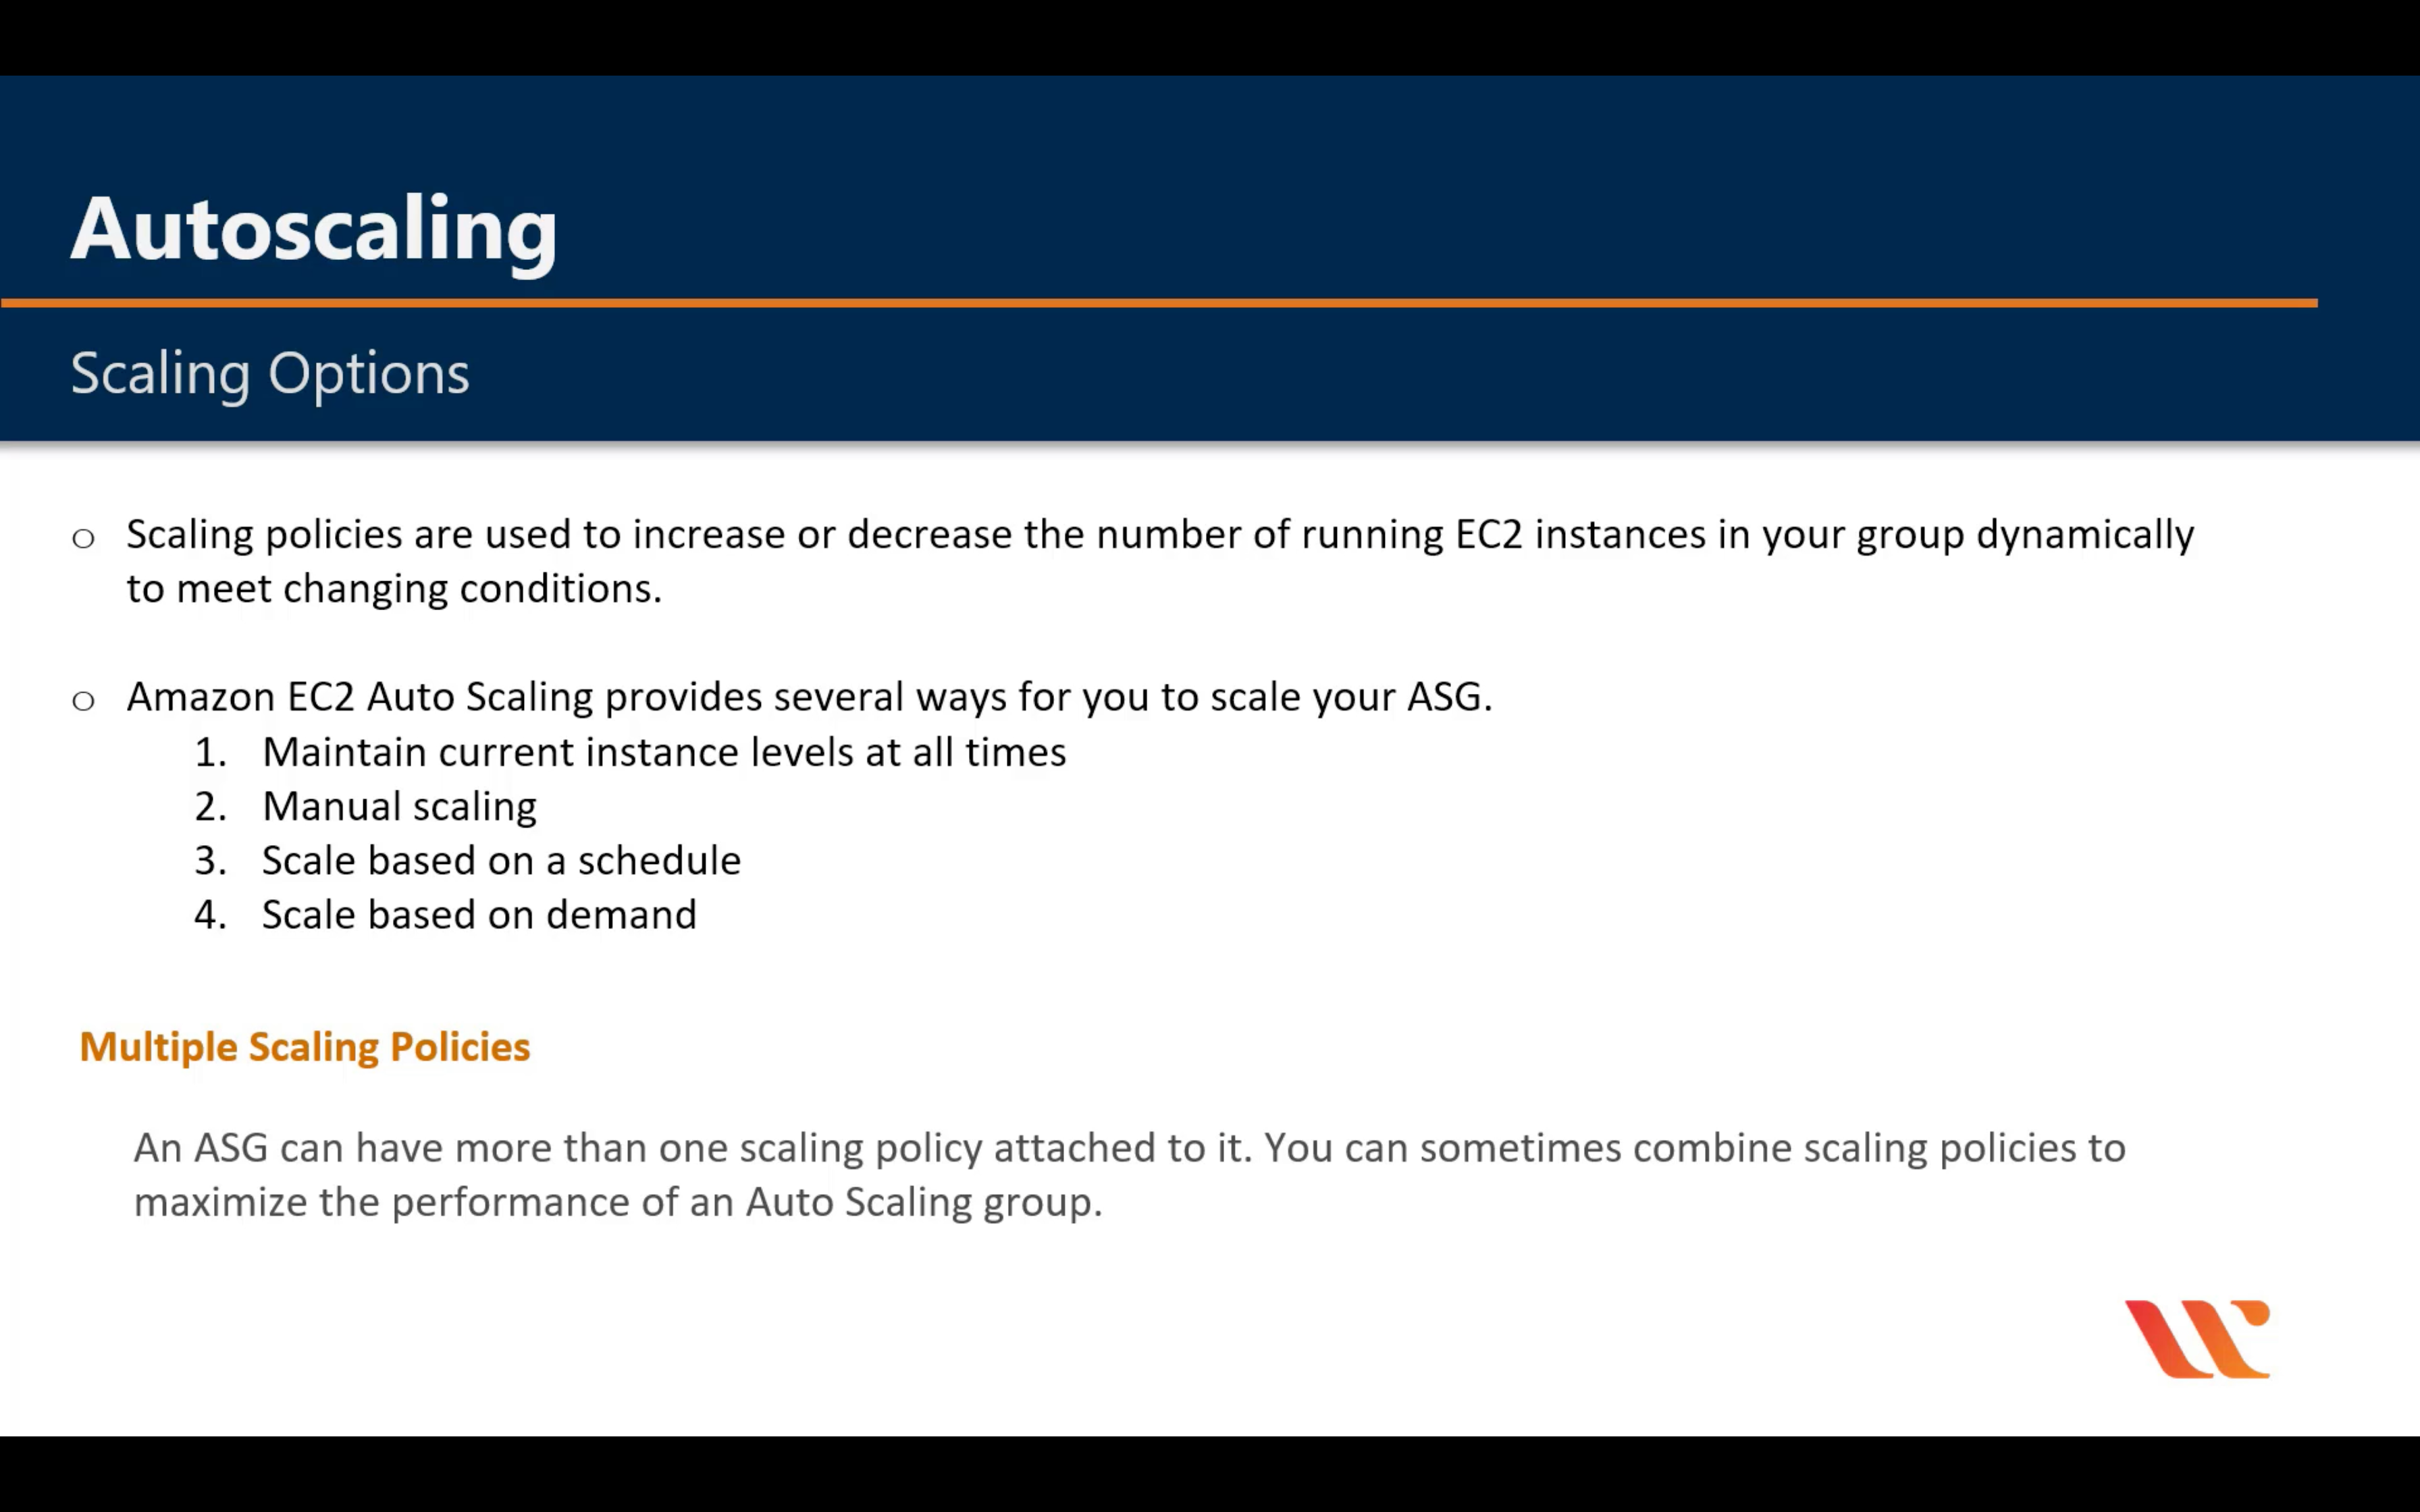 Autoscaling
Scaling Options
o Scaling policies are used to increase or decrease the number of running EC2 instances in your group dynamically
to meet changing conditions.
o Amazon EC2 Auto Scaling provides several ways for you to scale your ASG.
1. Maintain current instance levels at all times
2. Manual scaling
3. Scale based on a schedule
4. Scale based on demand
Multiple Scaling Policies
An ASG can have more than one scaling policy attached to it. You can sometimes combine scaling policies to
maximize the performance of an Auto Scaling group.